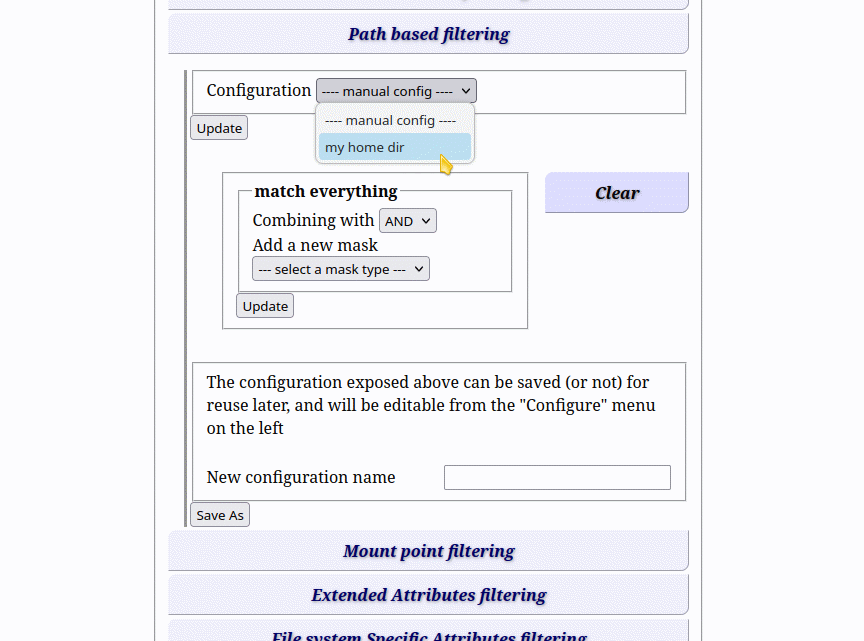 Path based filtering
Configuration ---- manual config ----
---- manual config ----
my home dir
Update
match everything
Clear
Combining with AND
Add a new mask
--- select a mask type ---
Update
The configuration exposed above can be saved (or not) for
reuse later, and will be editable from the "Configure" menu
on the left
New configuration name
Save As
Mount point filtering
Extended Attributes filtering
File system Specific Attributes filtering